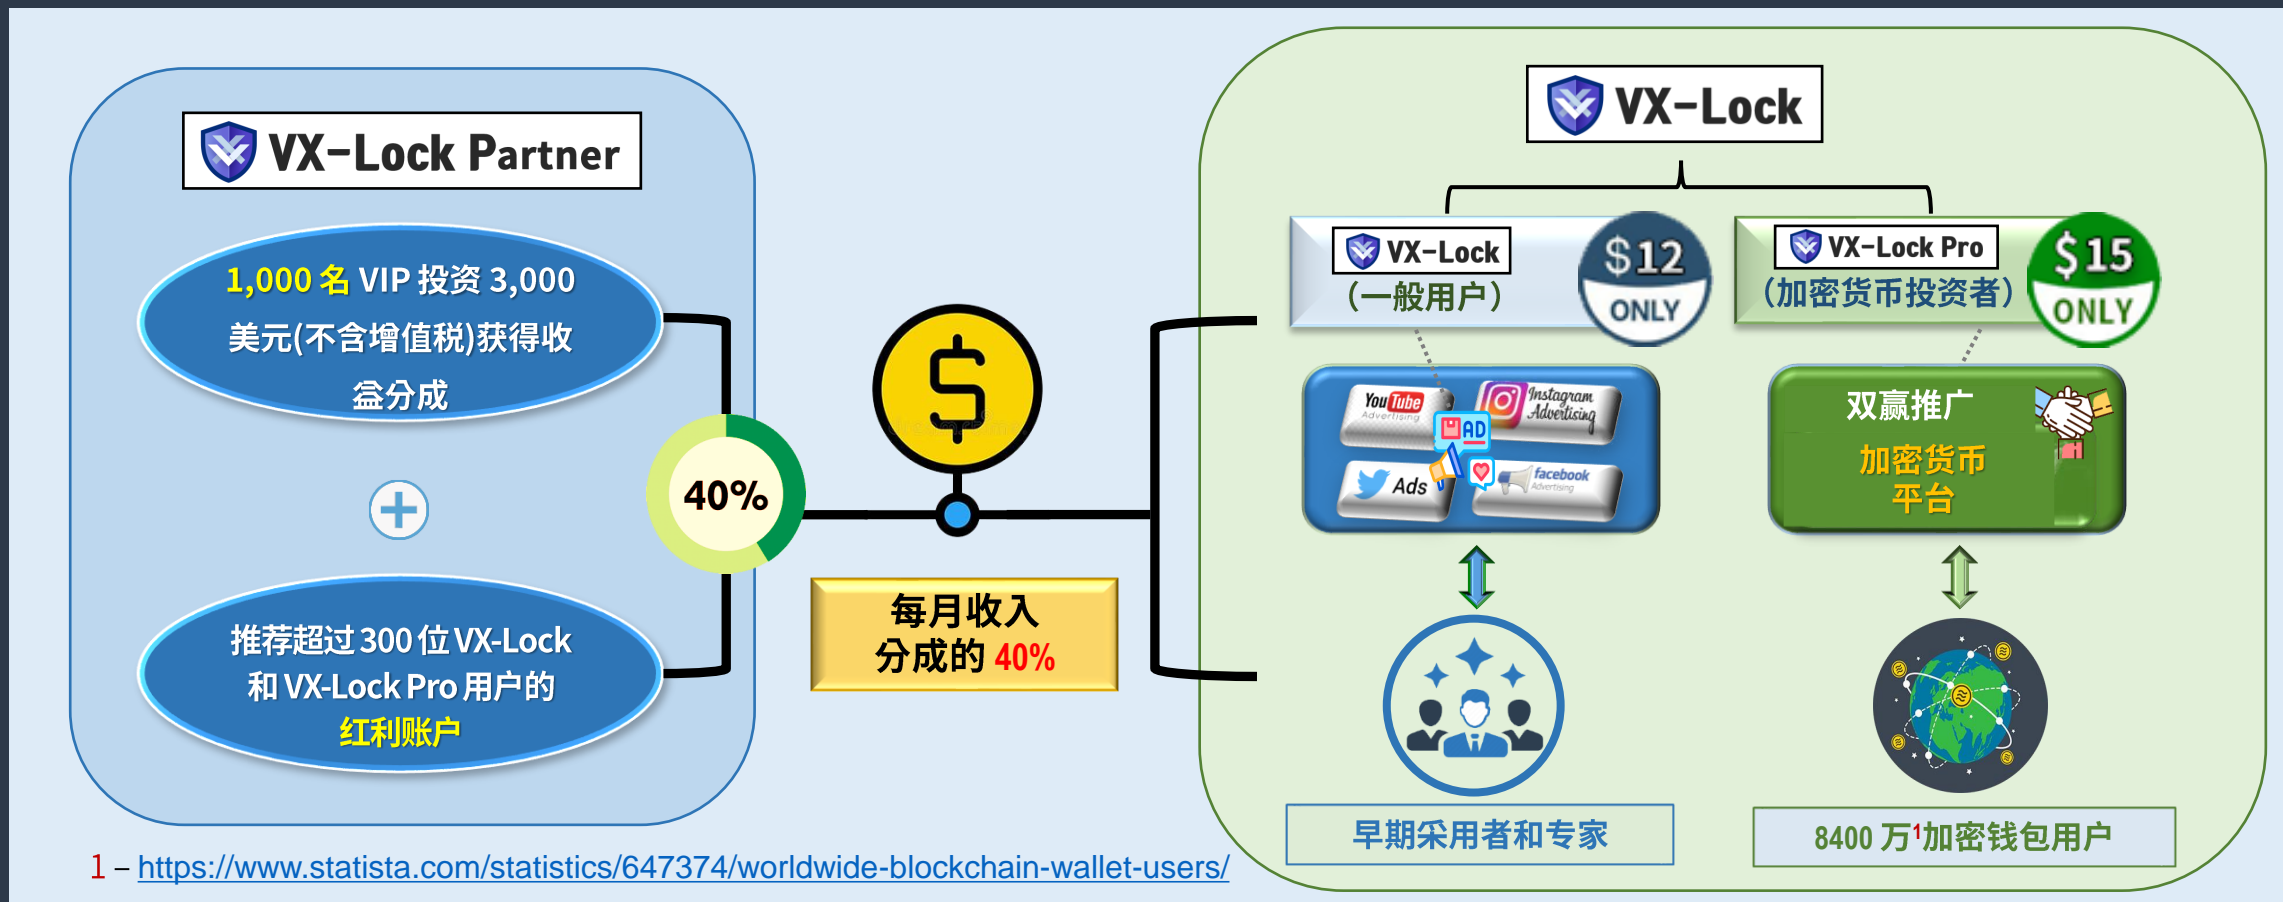 VX-Lock Partner
1,000 名 VIP 投资 3,000
美元(不含增值税)获得收
益分成
推荐超过 300 位 VX-Lock
和 VX-Lock Pro 用户的
红利账户
40%
每月收入
分成的 40%
VX-Lock
VX-Lock
（一般用户）
$12
ONLY
VX-Lock Pro
（加密货币投资者）
$15
ONLY
YouTube
Advertising
Instagram
Advertising
AD
Ads
facebook
Advertising
双赢推广
加密货币
平台
早期采用者和专家
8400 万1加密钱包用户
1 – https://www.statista.com/statistics/647374/worldwide-blockchain-wallet-users/